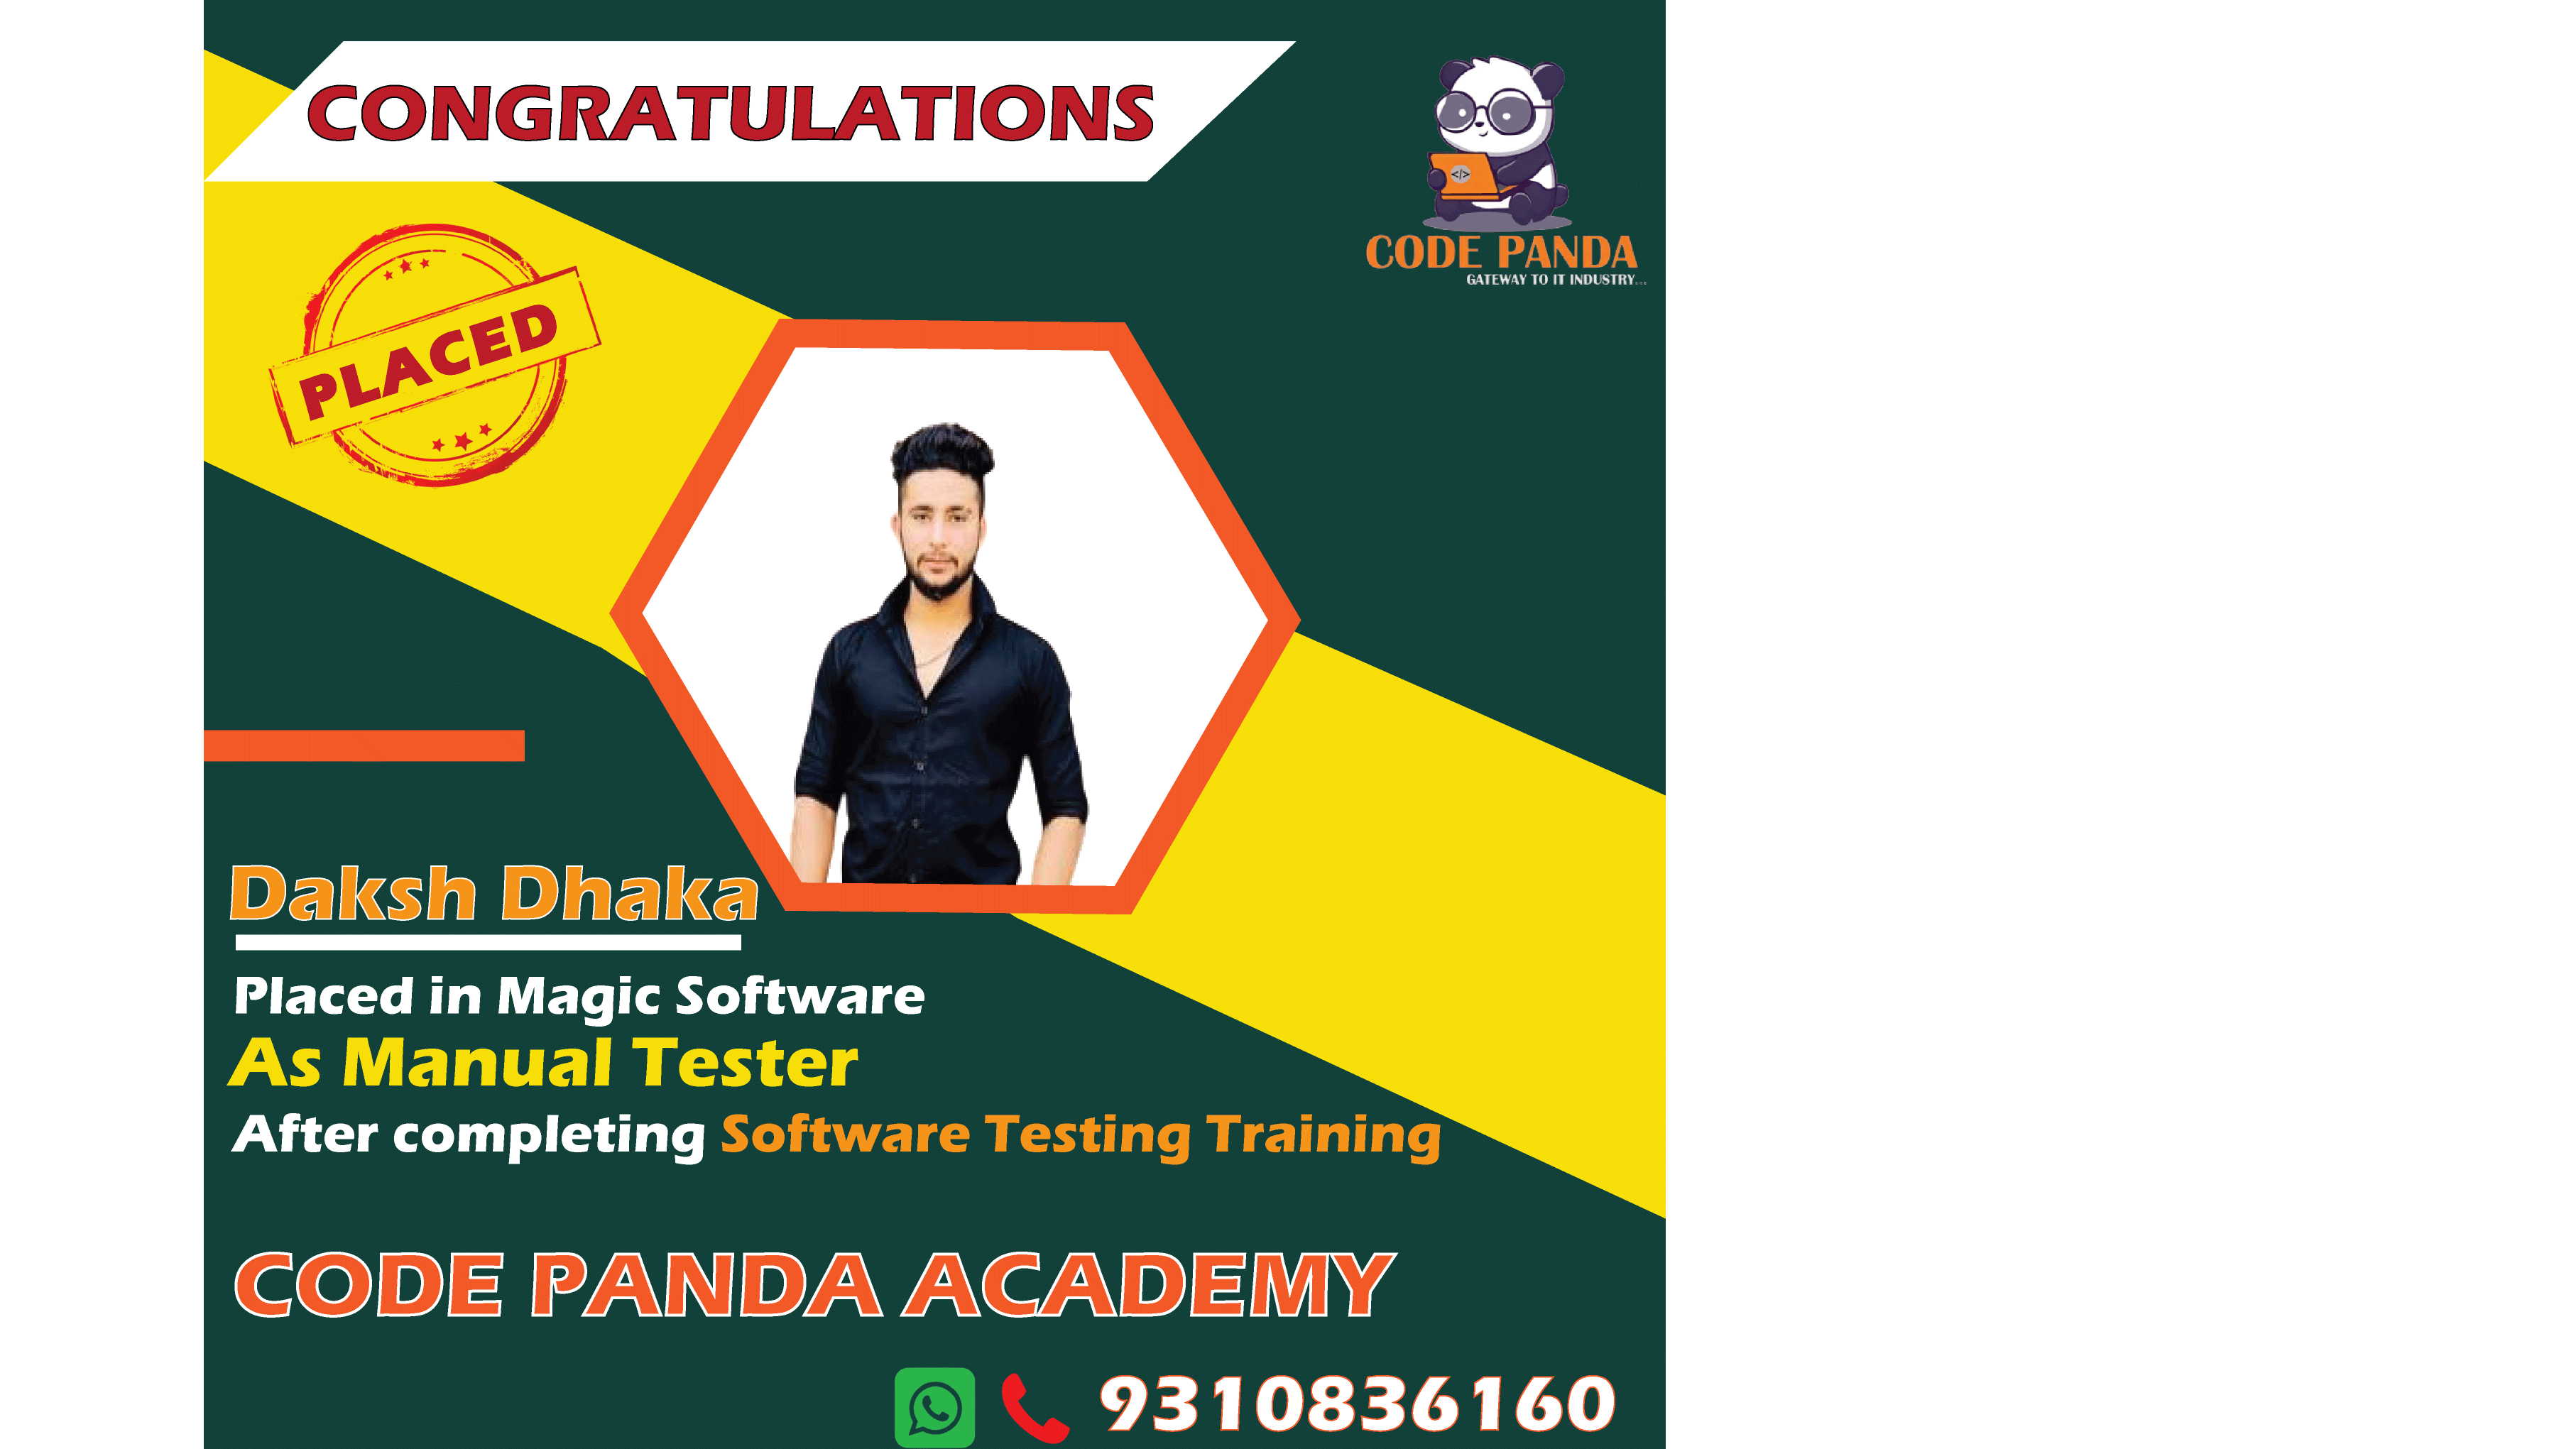 CONGRATULATIONS
</>
CODE PANDA
GATEWAY TO IT INDUSTRY...
PLACED
Daksh Dhaka
Placed in Magic Software
As Manual Tester
After completing Software Testing Training
CODE PANDA ACADEMY
9310836160